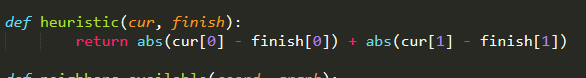 def heuristic(cur, finish):
return abs(cur[0] - finish[0]) + abs(cur[1] - finish[1])